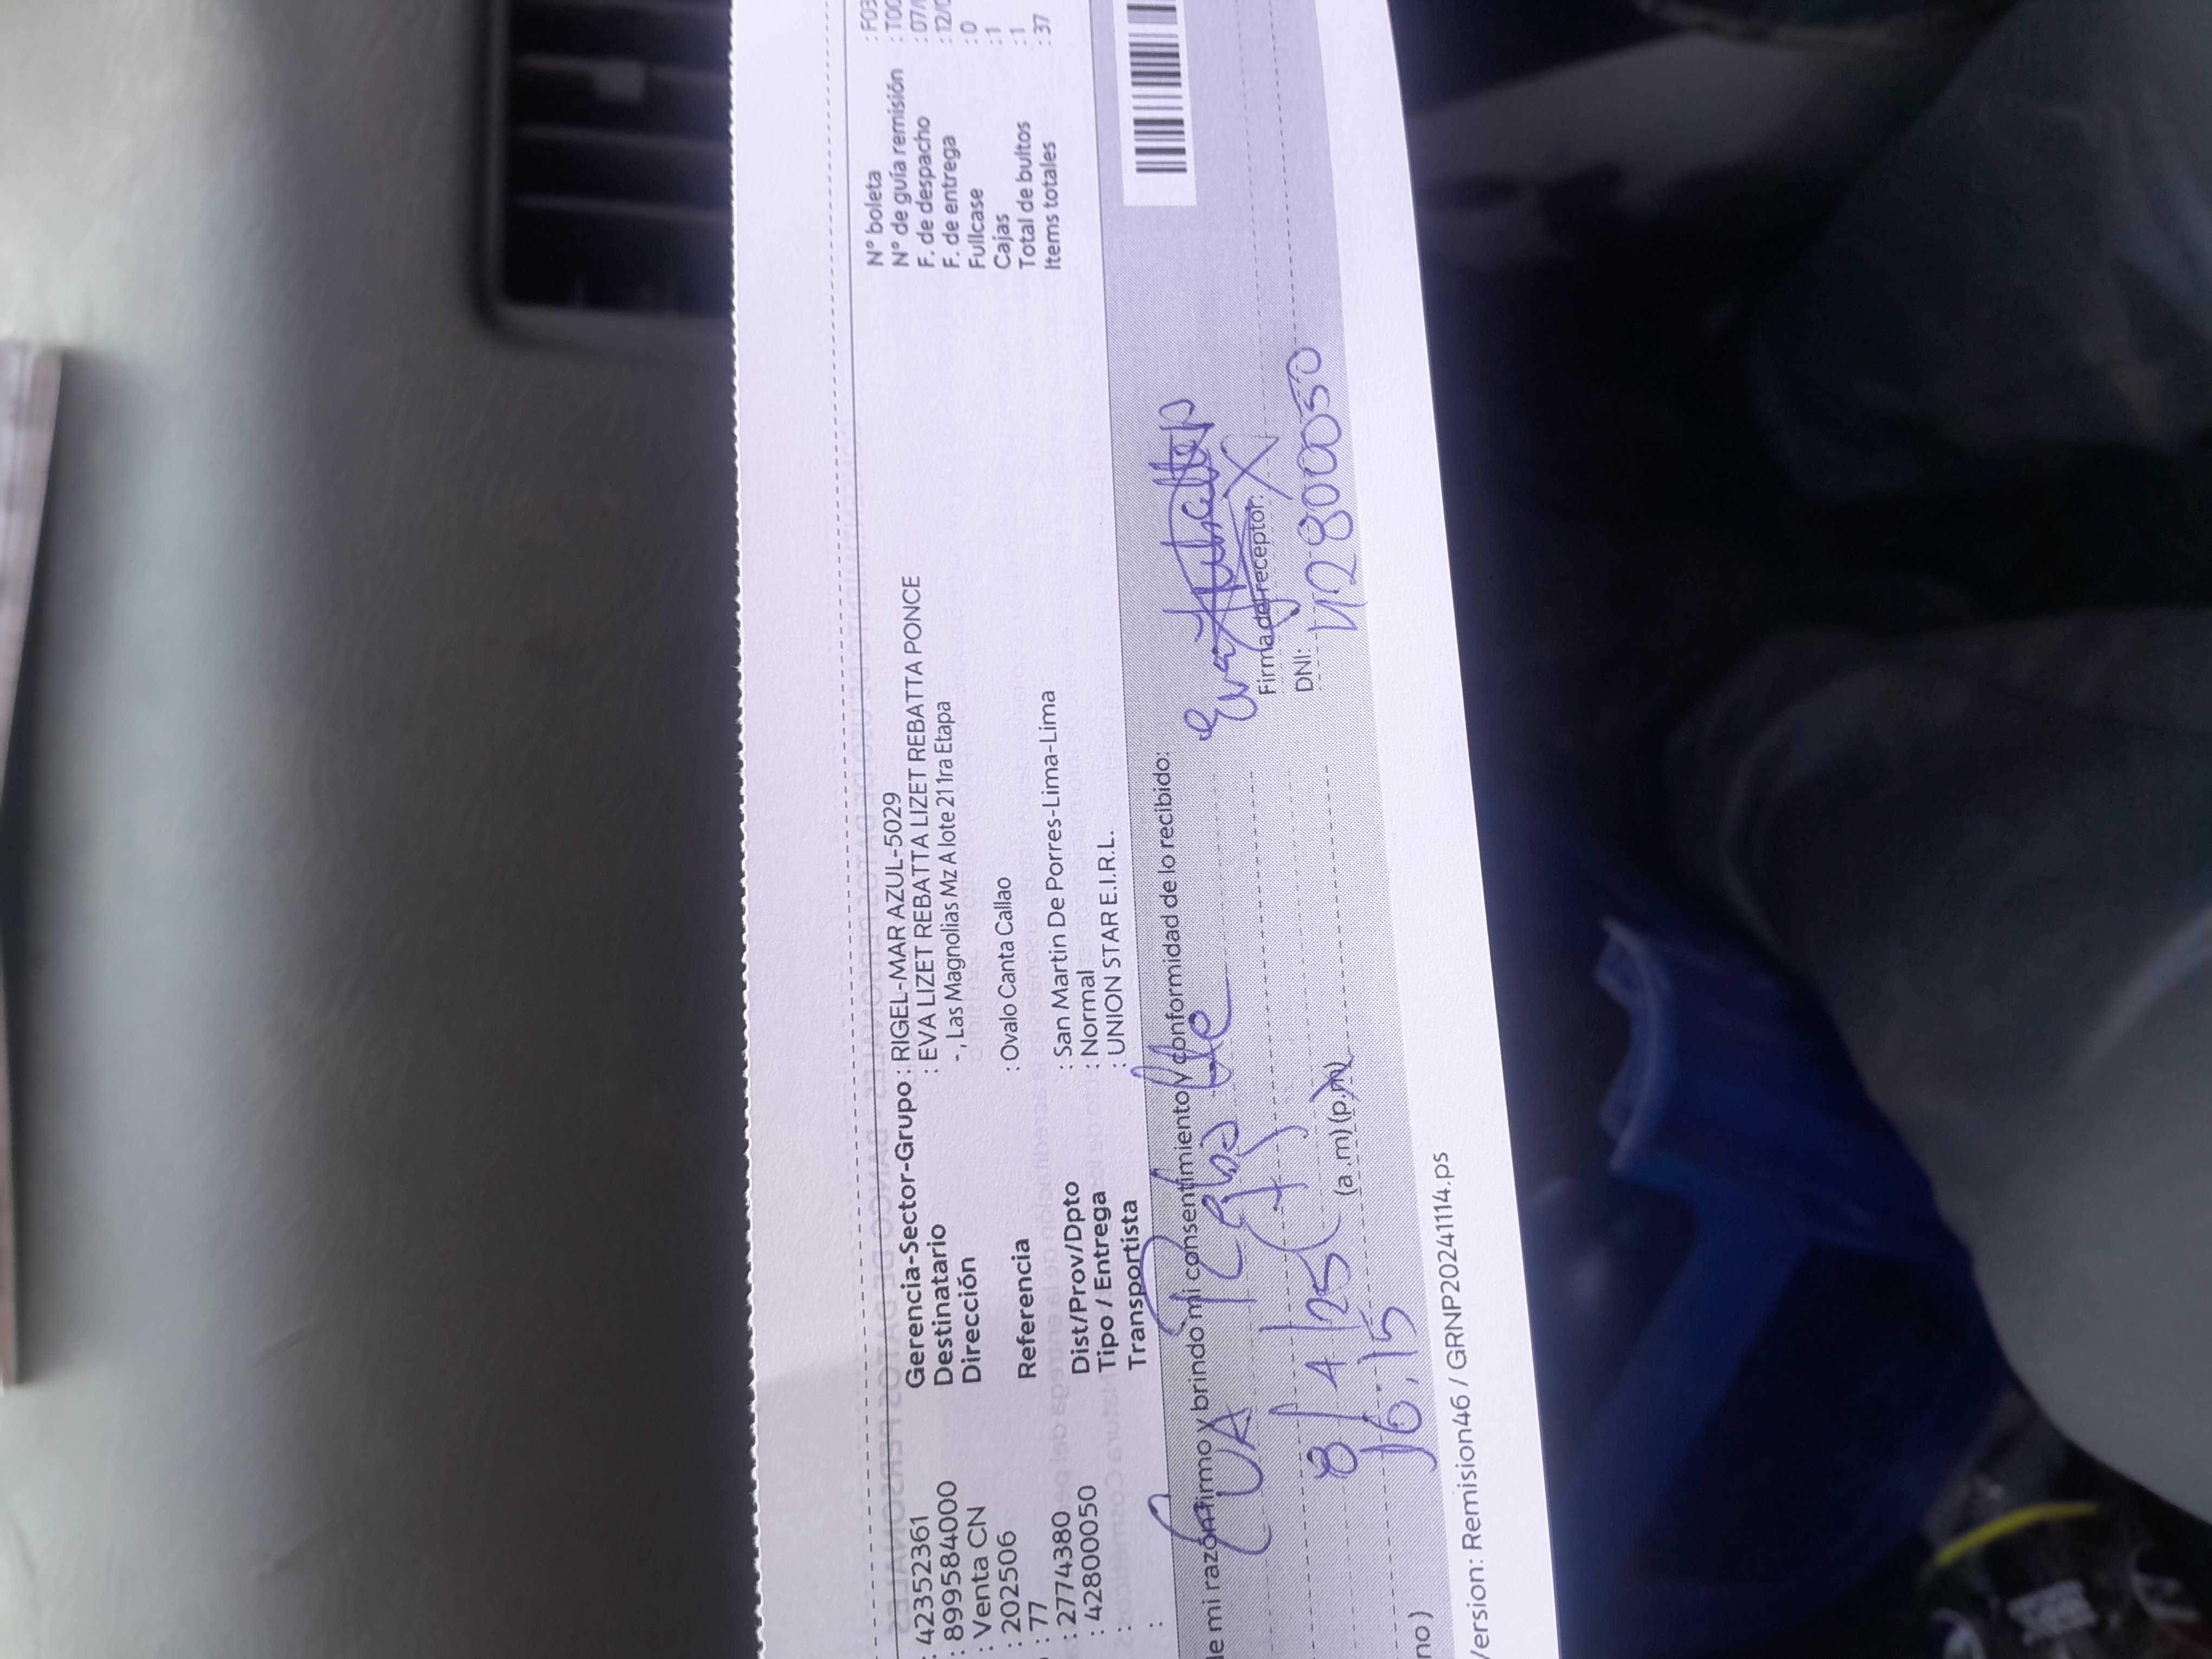 : 42352361 Gerencia-Sector-Grupo : RIGEL-MAR AZUL-5029 N° boleta : F03
: 8995584000 Destinatario : EVA LIZET REBATTA LIZET REBATTA PONCE N° de guía remisión : T00
: Venta CN Dirección -, Las Magnolias Mz A lote 21 1ra Etapa F. de despacho : 07/
: 202506 F. de entrega : 12/0
: 77 Referencia : Ovalo Canta Callao Fullcase : 0
: 27774380 Dist/Prov/Dpto : San Martin De Porres-Lima-Lima Cajas : 1
: 42800050 Tipo / Entrega : Normal Total de bultos : 1
: Transportista : UNION STAR E.I.R.L. Items totales : 37
:
de mi razón firmo y brindo mi consentimiento y conformidad de lo recibido:
Eva
Firma del receptor:
8/4/25 DNI: 42800050
16:15 (a.m) (p.m)
no)
Version: Remision46 / GRNP20241114.ps